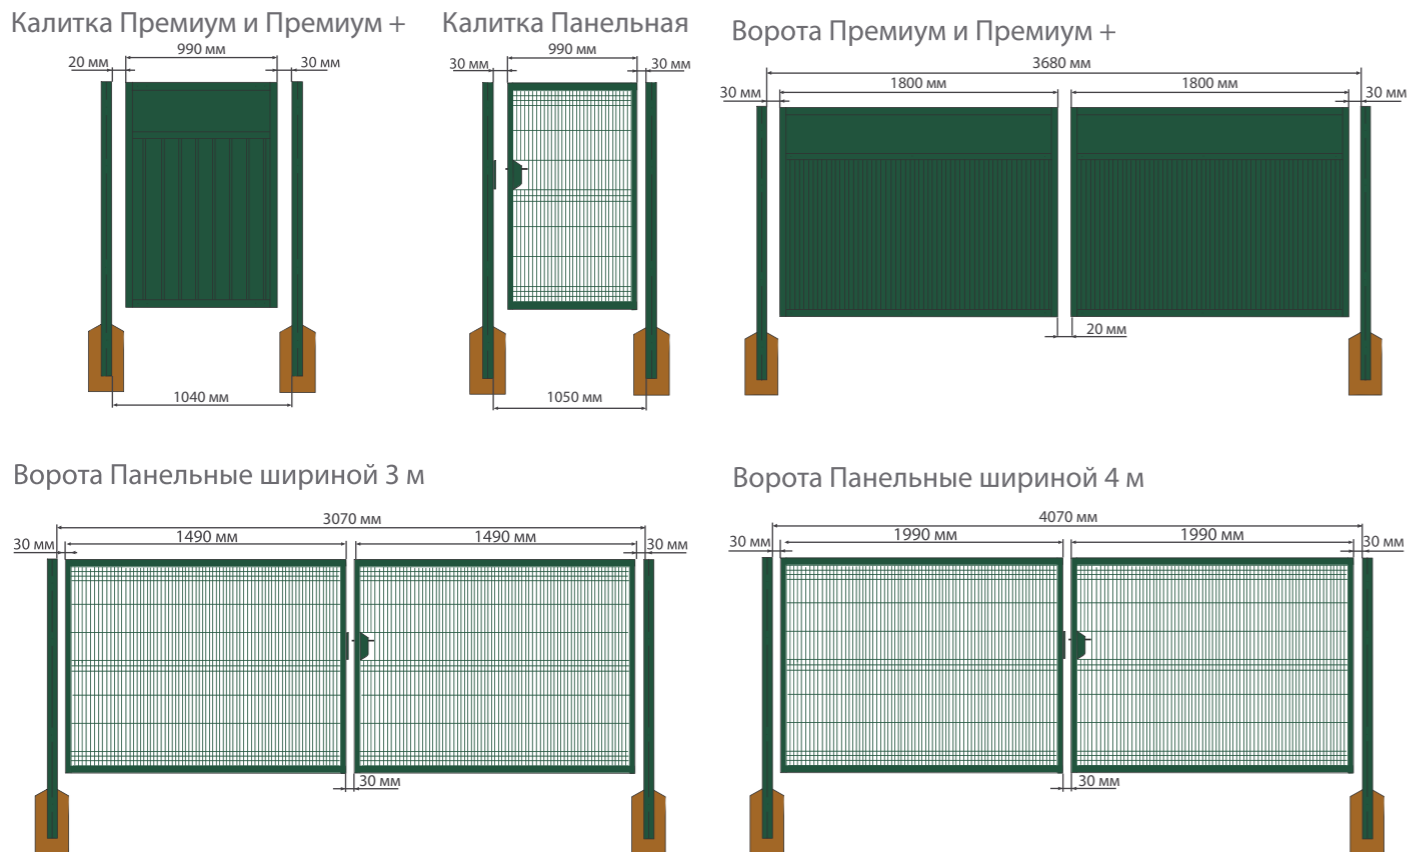 Калитка Премиум и Премиум +
990 мм
20 мм
30 мм
1040 мм
Калитка Панельная
990 мм
30 мм
30 мм
1050 мм
Ворота Премиум и Премиум +
3680 мм
1800 мм
1800 мм
30 мм
30 мм
20 мм
Ворота Панельные шириной 3 м
3070 мм
1490 мм
1490 мм
30 мм
30 мм
30 мм
Ворота Панельные шириной 4 м
4070 мм
1990 мм
1990 мм
30 мм
30 мм
30 мм